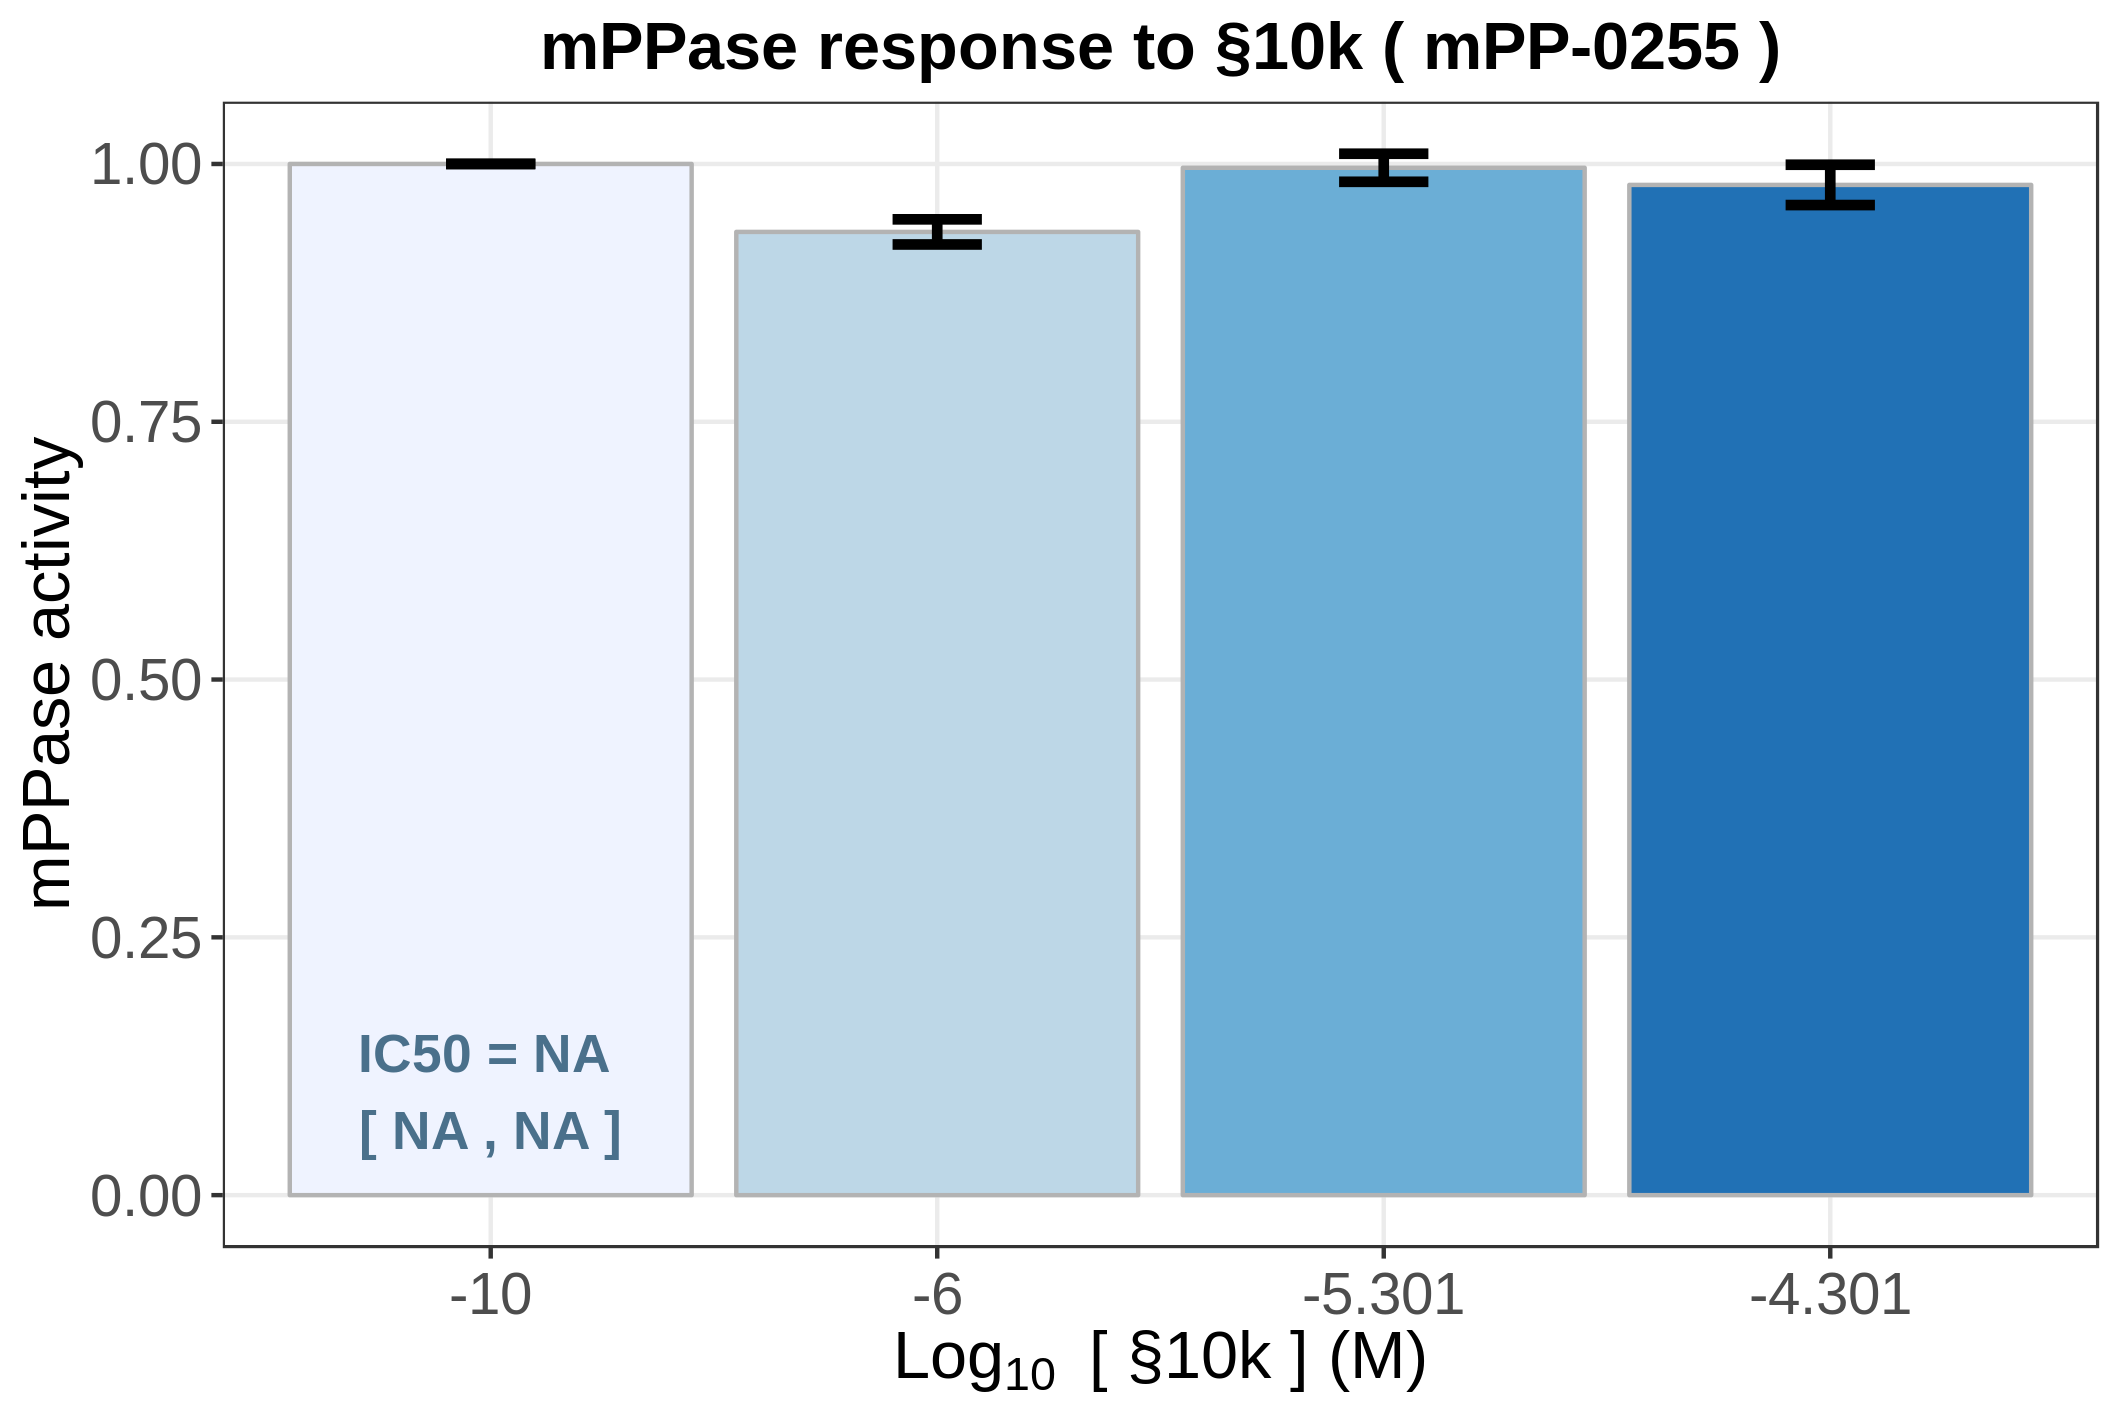 mPPase response to §10k ( mPP-0255 )
mPPase activity
1.00
0.75
0.50
0.25
0.00
IC50 = NA
[ NA , NA ]
-10
-6
-5.301
-4.301
Log10 [ §10k ] (M)